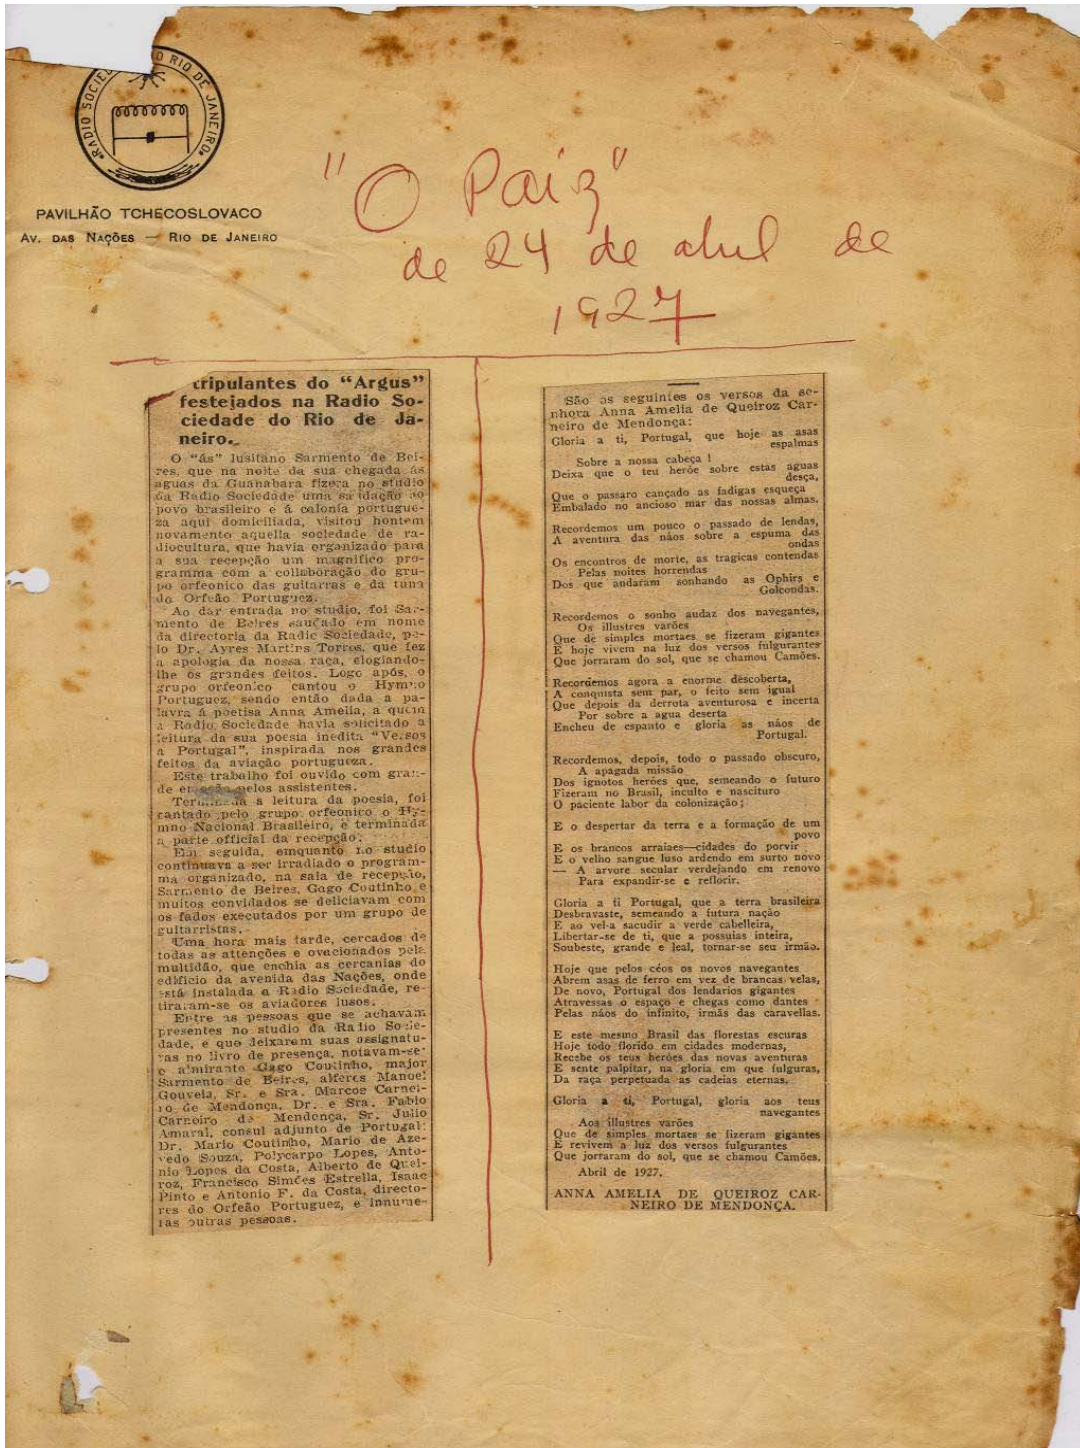 RADIO SOCIE O RIO DE JANEIRO
PAVILHÃO TCHECOSLOVACO
AV. DAS NAÇÕES — RIO DE JANEIRO
"O Paiz"
de 24 de abril de
1927
tripulantes do "Argus"
festejados na Radio So-
ciedade do Rio de Ja-
neiro.
O "ás" lusitano Sarmento de Bei-
res, que na noite da sua chegada ás
aguas da Guanabara fizera no studio
da Radio Sociedade uma saudação ao
povo brasileiro e á colonia portugue-
za aqui domiciliada, visitou hontem
novamente aquella sociedade de ra-
diocultura, que havia organizado para
a sua recepção um magnifico pro-
gramma com a collaboração do gru-
po orfeonico das guitarras e da tuna
do Orfeão Portuguez.
Ao dar entrada no studio, foi Sar-
mento de Beires saudado em nome
da directoria da Radio Sociedade, pe-
lo Dr. Ayres Martins Torres, que fez
a apologia da nossa raça, elogiando-
lhe os grandes feitos. Logo após, o
grupo orfeonico cantou o Hymno
Portuguez, sendo então dada a pa-
lavra á poetisa Anna Amelia, a quem
a Radio Sociedade havia solicitado a
leitura da sua poesia inedita "Versos
a Portugal", inspirada nos grandes
feitos da aviação portugueza.
Este trabalho foi ouvido com gran-
de emoção pelos assistentes.
Terminada a leitura da poesia, foi
cantado pelo grupo orfeonico o Hy-
mno Nacional Brasileiro, e terminada
a parte official da recepção.
Em seguida, emquanto no studio
continuava a ser irradiado o program-
ma organizado, na sala de recepção,
Sarmento de Beires, Gago Coutinho e
muitos convidados se deliciavam com
os fados executados por um grupo de
guitarristas.
Uma hora mais tarde, cercados de
todas as attenções e ovacionados pela
multidão, que enchia as cercanias do
edificio da avenida das Nações, onde
está instalada a Radio Sociedade, re-
tiraram-se os aviadores lusos.
Entre as pessoas que se achavam
presentes no studio da Radio Socie-
dade, e que deixaram suas assignatu-
ras no livro de presença, notavam-se:
o almirante Gago Coutinho, major
Sarmento de Beires, alferes Manoel
Gouveia, Sr. e Sra. Marcos Carnei-
ro de Mendonça, Dr. e Sra. Fabio
Carneiro de Mendonça, Sr. Julio
Amaral, consul adjunto de Portugal:
Dr. Mario Coutinho, Mario de Aze-
vedo Souza, Polycarpo Lopes, Anto-
nio Lopes da Costa, Alberto de Quei-
roz, Francisco Simões Estrella, Isaac
Pinto e Antonio F. da Costa, directo-
res do Orfeão Portuguez, e innume-
ras outras pessoas.
São as seguintes os versos da se-
nhora Anna Amelia de Queiroz Car-
neiro de Mendonça:
Gloria a ti, Portugal, que hoje as asas
espalmas
Sobre a nossa cabeça !
Deixa que o teu heróe sobre estas aguas
desça,
Que o passaro cançado as fadigas esqueça
Embalado no ancioso mar das nossas almas.
Recordemos um pouco o passado de lendas,
A aventura das náos sobre a espuma das
ondas
Os encontros de morte, as tragicas contendas
Pelas noites horrendas
Dos que andaram sonhando as Ophirs e
Golcondas.
Recordemos o sonho audaz dos navegantes,
Os illustres varões
Que de simples mortaes se fizeram gigantes
E hoje vivem na luz dos versos fulgurantes
Que jorraram do sol, que se chamou Camões.
Recordemos agora a enorme descoberta,
A conquista sem par, o feito sem igual
Que depois da derrota aventurosa e incerta
Por sobre a agua deserta
Encheu de espanto e gloria as náos de
Portugal.
Recordemos, depois, todo o passado obscuro,
A apagada missão
Dos ignotos heróes que, semeando o futuro
Fizeram no Brasil, inculto e nascituro
O paciente labor da colonização;
E o despertar da terra e a formação de um
povo
E os brancos arraiaes—cidades do porvir
E o velho sangue luso ardendo em surto novo
— A arvore secular verdejando em renovo
Para expandir-se e reflorir.
Gloria a ti Portugal, que a terra brasileira
Desbravaste, semeando a futura nação
E ao vel-a sacudir a verde cabelleira,
Libertar-se de ti, que a possuias inteira,
Soubeste, grande e leal, tornar-se seu irmão.
Hoje que pelos céos os novos navegantes
Abrem asas de ferro em vez de brancas velas,
De novo, Portugal dos lendarios gigantes
Atravessas o espaço e chegas como dantes
Pelas náos do infinito, irmãs das caravellas.
E este mesmo Brasil das florestas escuras
Hoje todo florido em cidades modernas,
Recebe os teus heróes das novas aventuras
E sente palpitar, na gloria em que fulguras,
Da raça perpetuada as cadeias eternas.
Gloria a ti, Portugal, gloria aos teus
navegantes
Aos illustres varões
Que de simples mortaes se fizeram gigantes
E revivem a luz dos versos fulgurantes
Que jorraram do sol, que se chamou Camões.
Abril de 1927.
ANNA AMELIA DE QUEIROZ CAR-
NEIRO DE MENDONÇA.